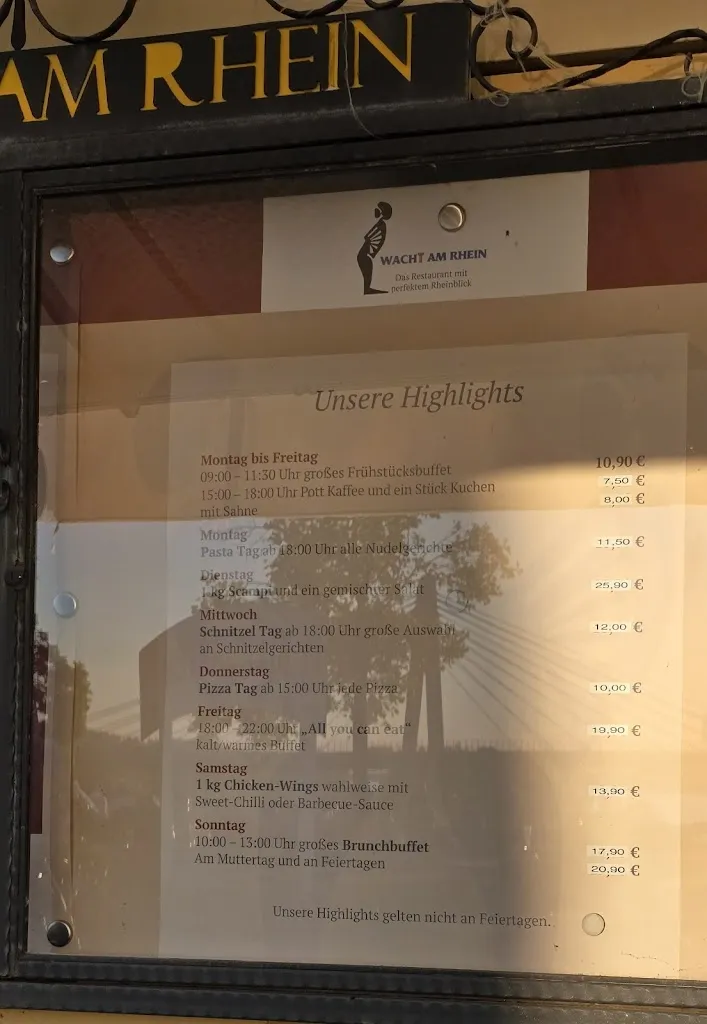 AM RHEIN
WACHT AM RHEIN
Das Restaurant mit
perfektem Rheinblick
Unsere Highlights
Montag bis Freitag 10,90 €
09:00 – 11:30 Uhr großes Frühstücksbuffet 7,50 €
15:00 – 18:00 Uhr Pott Kaffee und ein Stück Kuchen 8,00 €
mit Sahne
Montag
Pasta Tag ab 18:00 Uhr alle Nudelgerichte 11,50 €
Dienstag
1 kg Scampi und ein gemischter Salat 25,90 €
Mittwoch
Schnitzel Tag ab 18:00 Uhr große Auswahl 12,00 €
an Schnitzelgerichten
Donnerstag
Pizza Tag ab 15:00 Uhr jede Pizza 10,00 €
Freitag
18:00 – 22:00 Uhr „All you can eat“ 19,90 €
kalt/warmes Buffet
Samstag
1 kg Chicken-Wings wahlweise mit 13,90 €
Sweet-Chilli oder Barbecue-Sauce
Sonntag
10:00 – 13:00 Uhr großes Brunchbuffet 17,90 €
Am Muttertag und an Feiertagen 20,90 €
Unsere Highlights gelten nicht an Feiertagen.